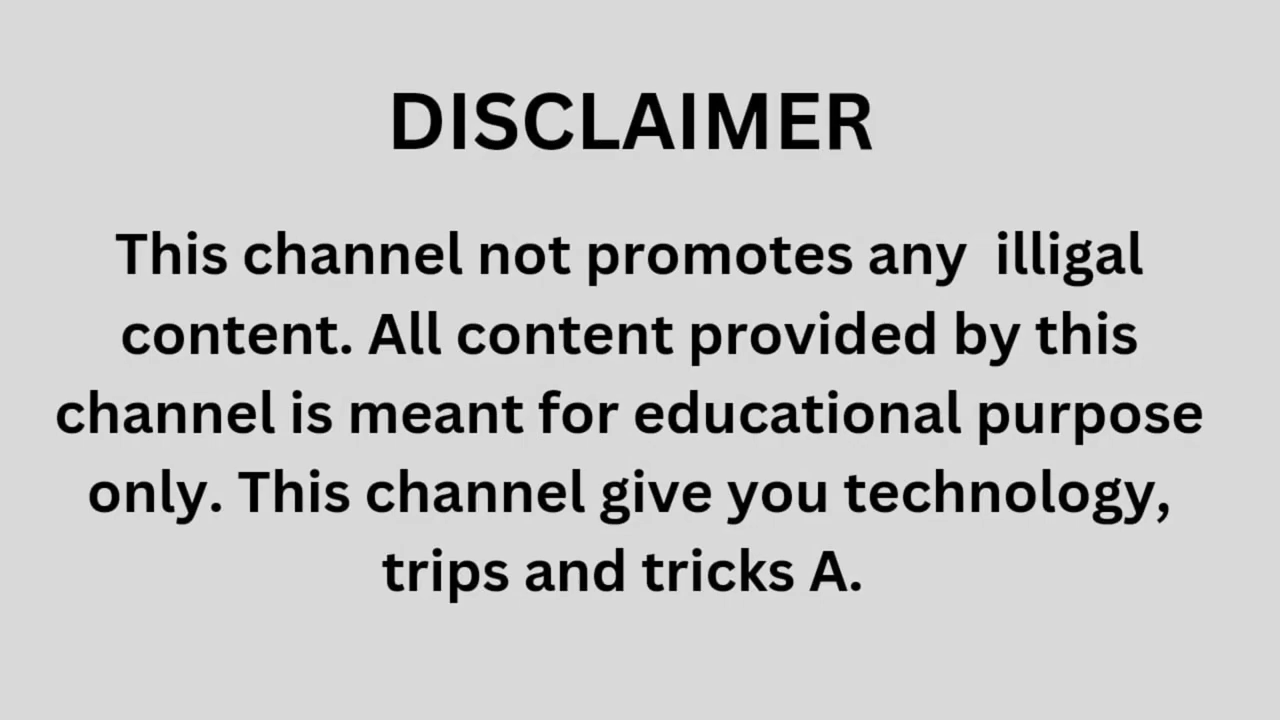 DISCLAIMER
This channel not promotes any  illigal
content. All content provided by this
channel is meant for educational purpose
only. This channel give you technology,
trips and tricks A.